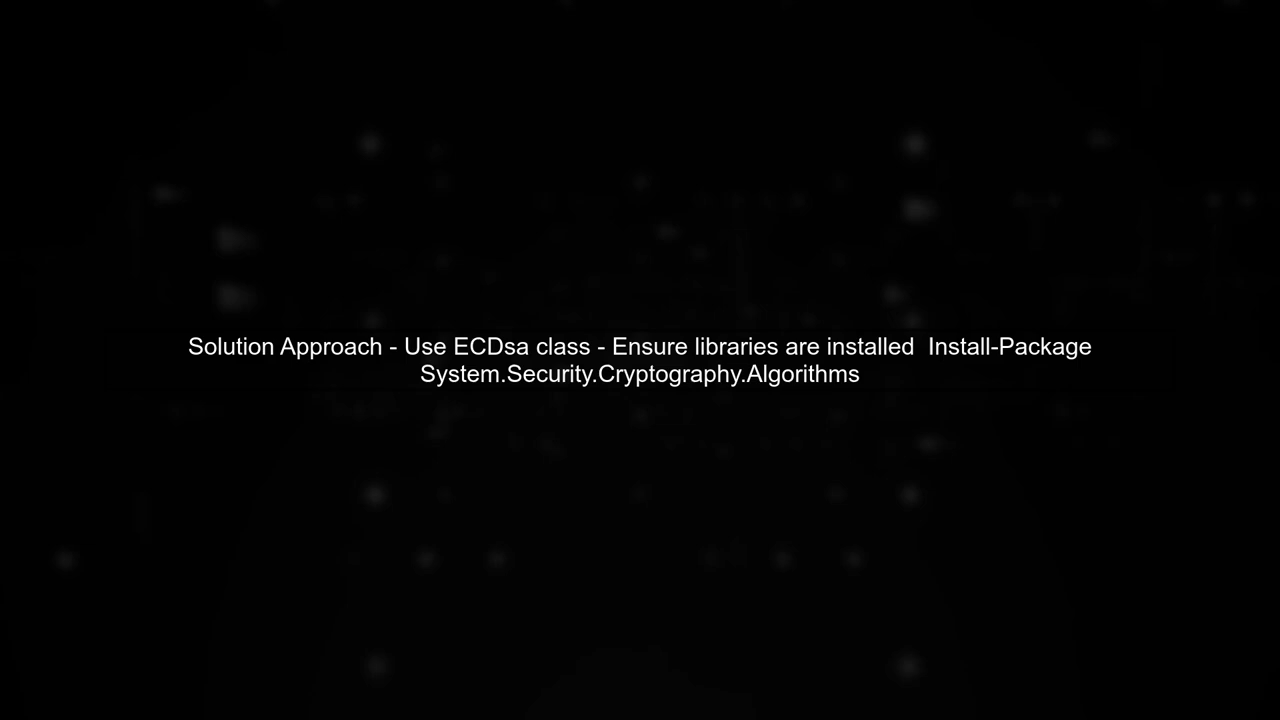 Solution Approach - Use ECDsa class - Ensure libraries are installed  Install-Package
System.Security.Cryptography.Algorithms